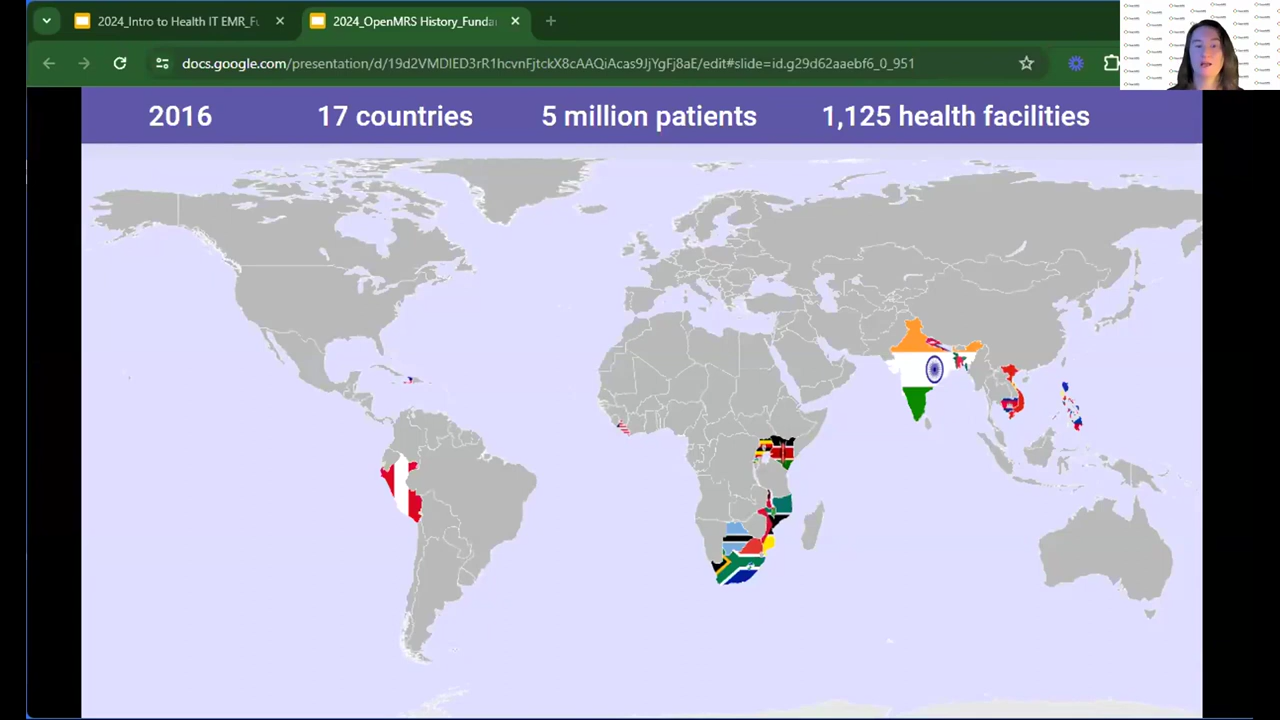 2024_Intro to Health IT EMR_Fu
2024_OpenMRS History_Funda
docs.google.com/presentation/d/19d2VMDlED3rR1hcvnFJtckXScAAQiAcas9JjYgFj8aE/edit#slide=id.g29d62aaebf6_0_951
2016
17 countries
5 million patients
1,125 health facilities